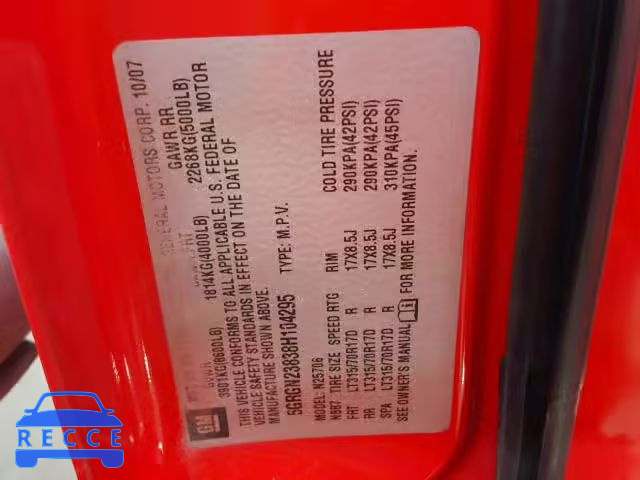 GM
GENERAL MOTORS CORP. 10/07
GAWR RR
3901KG(8600LB) 1814KG(4000LB) 2268KG(5000LB)
THIS VEHICLE CONFORMS TO ALL APPLICABLE U.S. FEDERAL MOTOR
VEHICLE SAFETY STANDARDS IN EFFECT ON THE DATE OF
MANUFACTURE SHOWN ABOVE.
5GRGN23838H104295 TYPE: M.P.V.
MODEL: N25706
TIRE SIZE SPEED RTG RIM COLD TIRE PRESSURE
FRT LT315/70R17D R 17X8.5J 290KPA(42PSI)
RR LT315/70R17D R 17X8.5J 290KPA(42PSI)
SPA LT315/70R17D R 17X8.5J 310KPA(45PSI)
SEE OWNER'S MANUAL FOR MORE INFORMATION.
RECCE